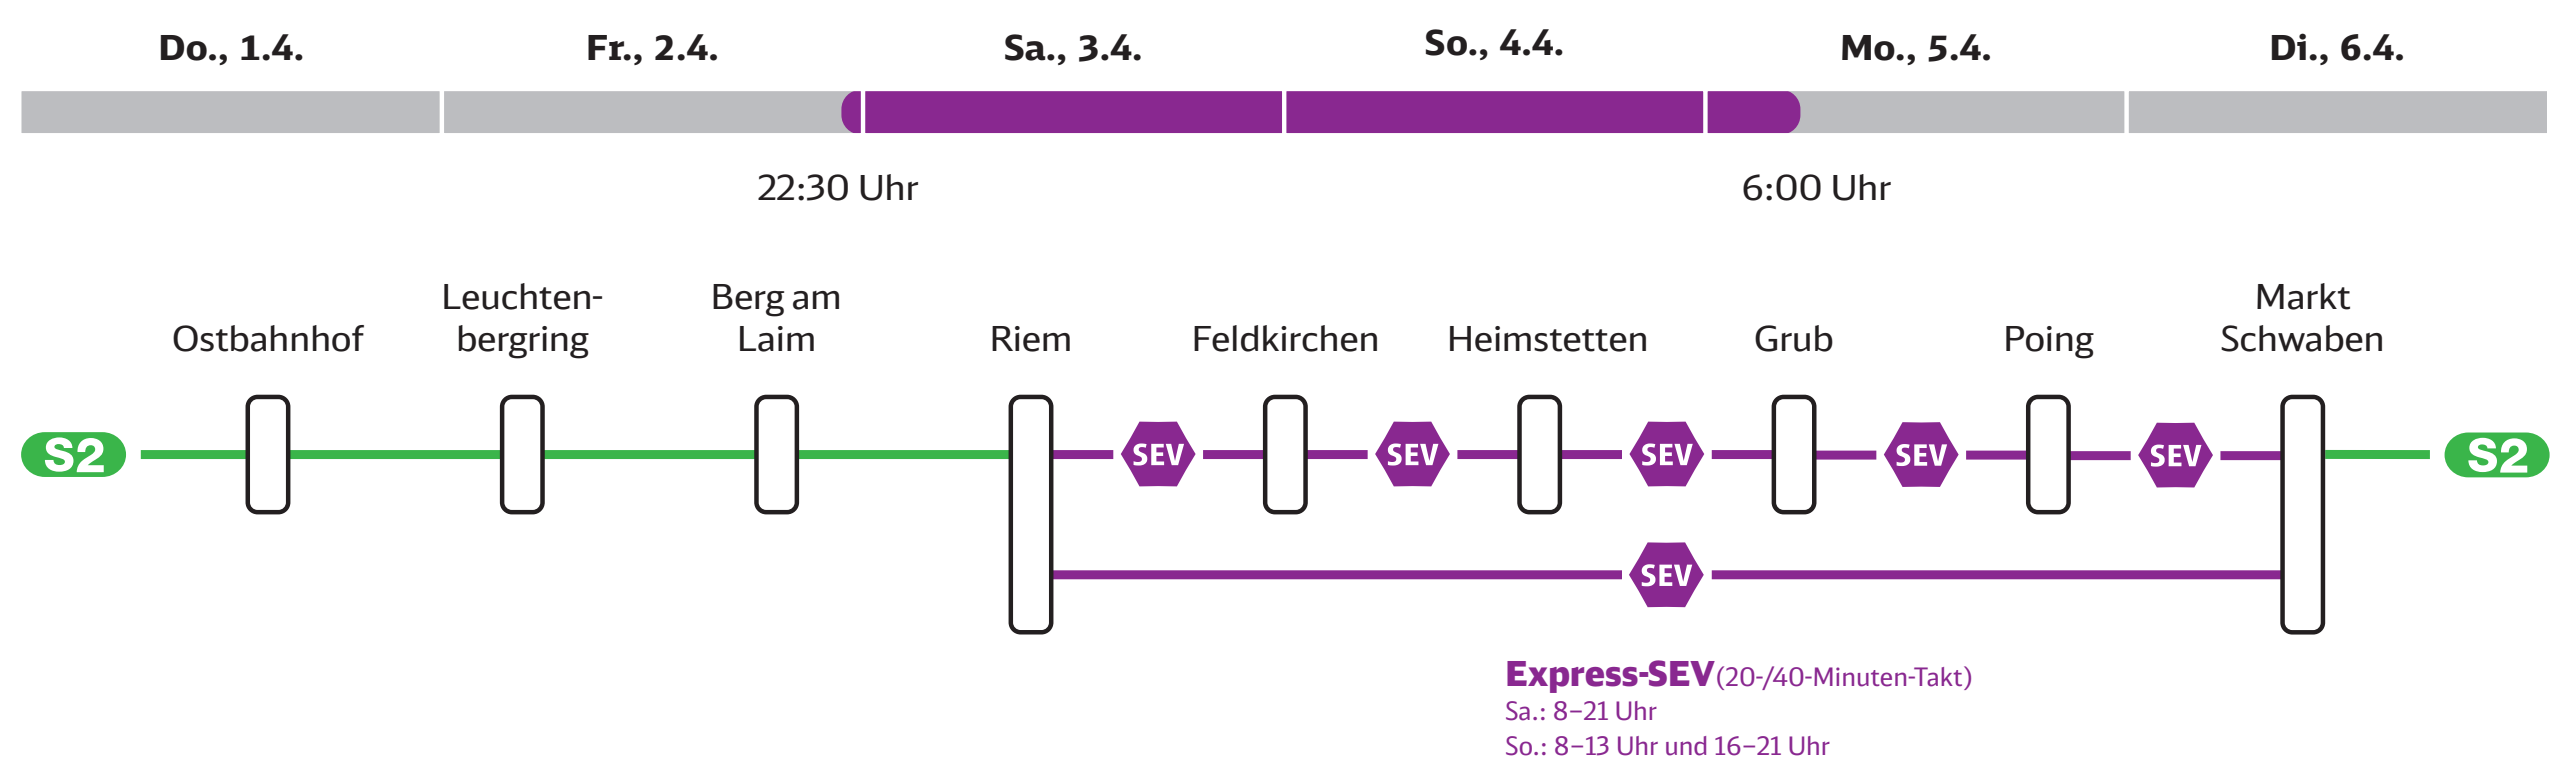 Do., 1.4.
Fr., 2.4.
Sa., 3.4.
So., 4.4.
Mo., 5.4.
Di., 6.4.
22:30 Uhr
6:00 Uhr
Ostbahnhof
Leuchten-
bergring
Berg am
Laim
Riem
Feldkirchen
Heimstetten
Grub
Poing
Markt
Schwaben
S2
SEV
SEV
SEV
SEV
SEV
S2
SEV
Express-SEV (20-/40-Minuten-Takt)
Sa.: 8–21 Uhr
So.: 8–13 Uhr und 16–21 Uhr